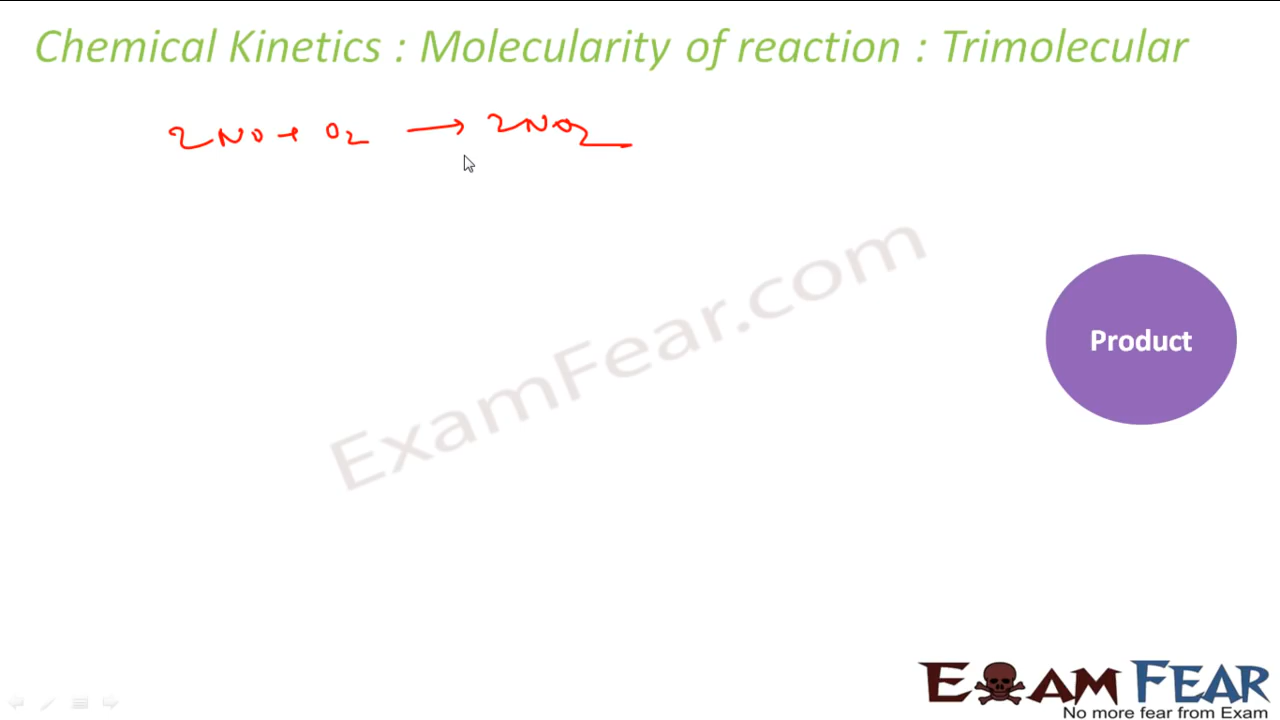 Chemical Kinetics : Molecularity of reaction : Trimolecular
2NO + O2 → 2NO2
ExamFear.com
Product
EXAM FEAR
No more fear from Exam